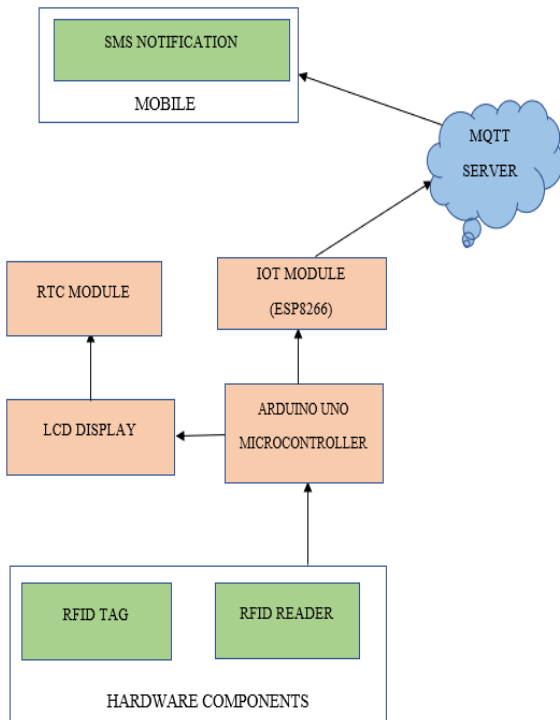 SMS NOTIFICATION
MOBILE
MQTT
SERVER
IOT MODULE
(ESP8266)
RTC MODULE
ARDUINO UNO
MICROCONTROLLER
LCD DISPLAY
RFID TAG
RFID READER
HARDWARE COMPONENTS